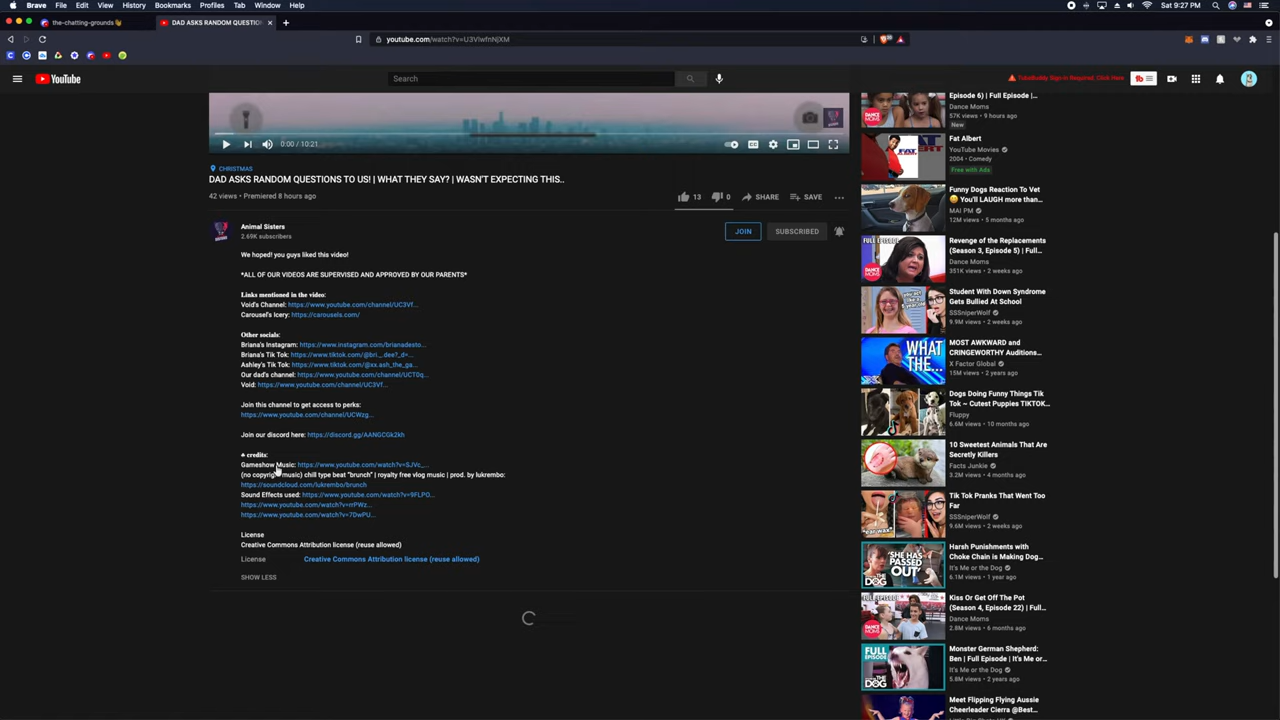 Brave File Edit View History Bookmarks Profiles Tab Window Help
Sat 9:27 PM
the-chatting-grounds👋
DAD ASKS RANDOM QUESTION
youtube.com/watch?v=U3VlwfnNjXM
YouTube
Search
TubeBuddy Sign-In Required. Click Here
0:00 / 10:21
CHRISTMAS
DAD ASKS RANDOM QUESTIONS TO US! | WHAT THEY SAY? | WASN'T EXPECTING THIS..
42 views • Premiered 8 hours ago
13 0 SHARE SAVE
Animal Sisters
2.69K subscribers
JOIN SUBSCRIBED
We hoped! you guys liked this video!
*ALL OF OUR VIDEOS ARE SUPERVISED AND APPROVED BY OUR PARENTS*
Links mentioned in the video:
Void's Channel: https://www.youtube.com/channel/UC3Vf...
Carousel's Icery: https://carousels.com/
Other socials:
Briana's Instagram: https://www.instagram.com/brianadesto...
Briana's Tik Tok: https://www.tiktok.com/@bri._.dee?_d=...
Ashley's Tik Tok: https://www.tiktok.com/@xx.ash_the_ga...
Our dad's channel: https://www.youtube.com/channel/UCT0q...
Void: https://www.youtube.com/channel/UC3Vf...
Join this channel to get access to perks:
https://www.youtube.com/channel/UCWzg...
Join our discord here: https://discord.gg/AANGCGk2kh
♣ credits:
Gameshow Music: https://www.youtube.com/watch?v=SJVc_...
(no copyright music) chill type beat "brunch" | royalty free vlog music | prod. by lukrembo:
https://soundcloud.com/lukrembo/brunch
Sound Effects used: https://www.youtube.com/watch?v=9FLPO...
https://www.youtube.com/watch?v=rrPWz...
https://www.youtube.com/watch?v=7DwPU...
License
Creative Commons Attribution license (reuse allowed)
License Creative Commons Attribution license (reuse allowed)
SHOW LESS
Episode 6) | Full Episode |...
Dance Moms
57K views • 9 hours ago
New
Fat Albert
YouTube Movies
2004 • Comedy
Free with Ads
FAT ALBERT
Funny Dogs Reaction To Vet
😂 You'll LAUGH more than...
MAI PM
12M views • 5 months ago
FULL EPISODE
Revenge of the Replacements
(Season 3, Episode 5) | Full...
Dance Moms
351K views • 2 weeks ago
Student With Down Syndrome
Gets Bullied At School
SSSniperWolf
9.9M views • 2 weeks ago
WHAT THE...
MOST AWKWARD and
CRINGEWORTHY Auditions...
X Factor Global
15M views • 2 years ago
Dogs Doing Funny Things Tik
Tok ~ Cutest Puppies TIKTOK...
Fluppy
6.6M views • 10 months ago
10 Sweetest Animals That Are
Secretly Killers
Facts Junkie
3.2M views • 4 months ago
Tik Tok Pranks That Went Too
Far
SSSniperWolf
9.6M views • 2 weeks ago
"SHE HAS PASSED OUT"
THE DOG
Harsh Punishments with
Choke Chain is Making Dog...
It's Me or the Dog
6.1M views • 1 year ago
FULL EPISODE
Kiss Or Get Off The Pot
(Season 4, Episode 22) | Full...
Dance Moms
2.8M views • 6 months ago
FULL EPISODE
THE DOG
Monster German Shepherd:
Ben | Full Episode | It's Me or...
It's Me or the Dog
5.8M views • 2 years ago
Meet Flipping Flying Aussie
Cheerleader Cierra @Best...